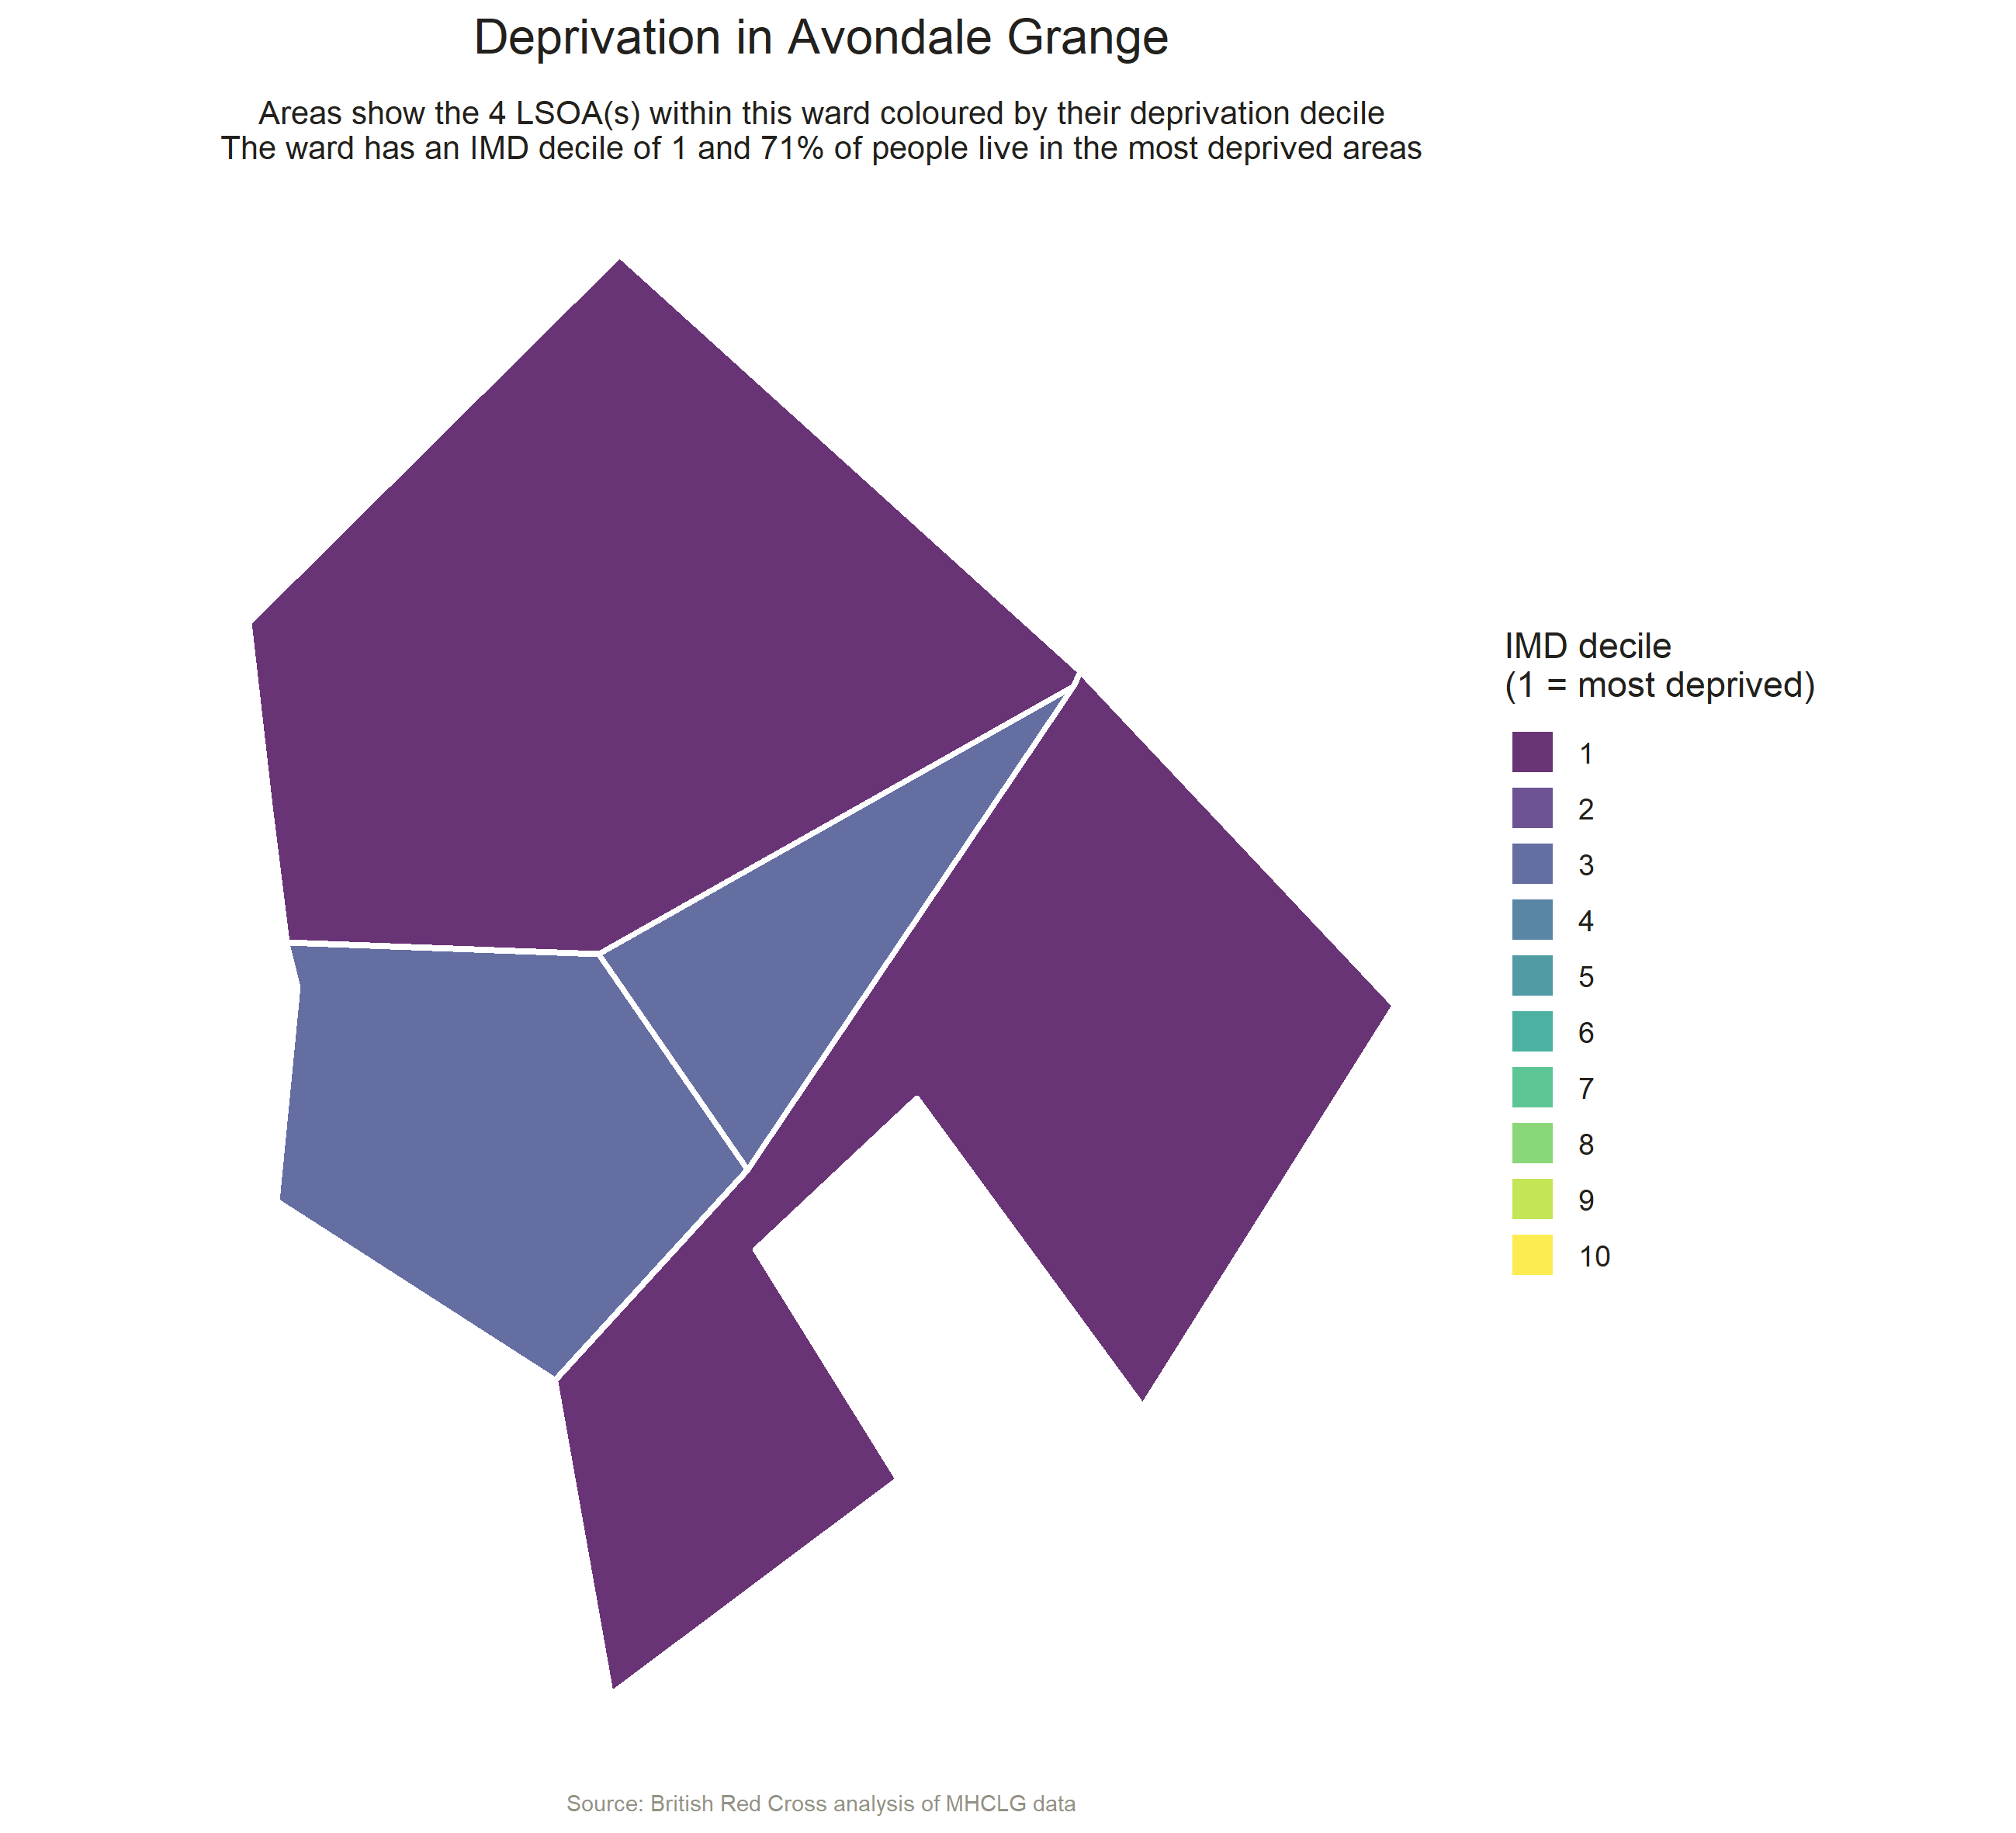 Deprivation in Avondale Grange
Areas show the 4 LSOA(s) within this ward coloured by their deprivation decile
The ward has an IMD decile of 1 and 71% of people live in the most deprived areas
IMD decile
(1 = most deprived)
1
2
3
4
5
6
7
8
9
10
Source: British Red Cross analysis of MHCLG data